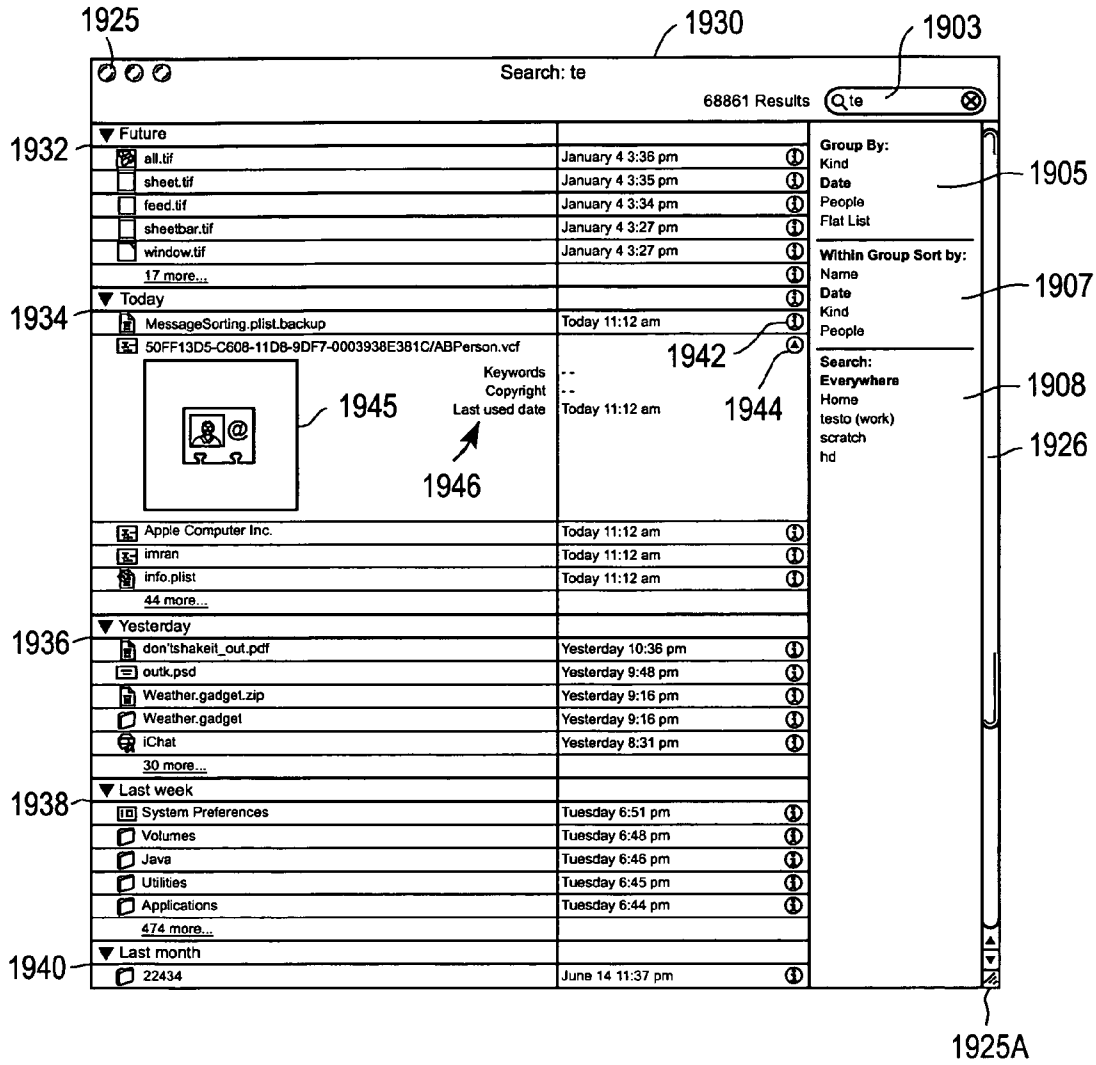 1925
1930
1903
Search: te
68861 Results
te
Future
1932
all.tif January 4 3:36 pm
sheet.tif January 4 3:35 pm
feed.tif January 4 3:34 pm
sheetbar.tif January 4 3:27 pm
window.tif January 4 3:27 pm
17 more...
Today
1934
MessageSorting.plist.backup Today 11:12 am
1942
50FF13D5-C608-11D8-9DF7-0003938E381C/ABPerson.vcf
1944
Keywords --
Copyright --
Last used date Today 11:12 am
@
1945
1946
Apple Computer Inc. Today 11:12 am
imran Today 11:12 am
info.plist Today 11:12 am
44 more...
Yesterday
1936
don'tshakeit_out.pdf Yesterday 10:36 pm
outk.psd Yesterday 9:48 pm
Weather.gadget.zip Yesterday 9:16 pm
Weather.gadget Yesterday 9:16 pm
iChat Yesterday 8:31 pm
30 more...
Last week
1938
System Preferences Tuesday 6:51 pm
Volumes Tuesday 6:48 pm
Java Tuesday 6:46 pm
Utilities Tuesday 6:45 pm
Applications Tuesday 6:44 pm
474 more...
Last month
1940
22434 June 14 11:37 pm
Group By:
Kind
Date
People
Flat List
1905
Within Group Sort by:
Name
Date
Kind
People
1907
Search:
Everywhere
Home
testo (work)
scratch
hd
1908
1926
1925A